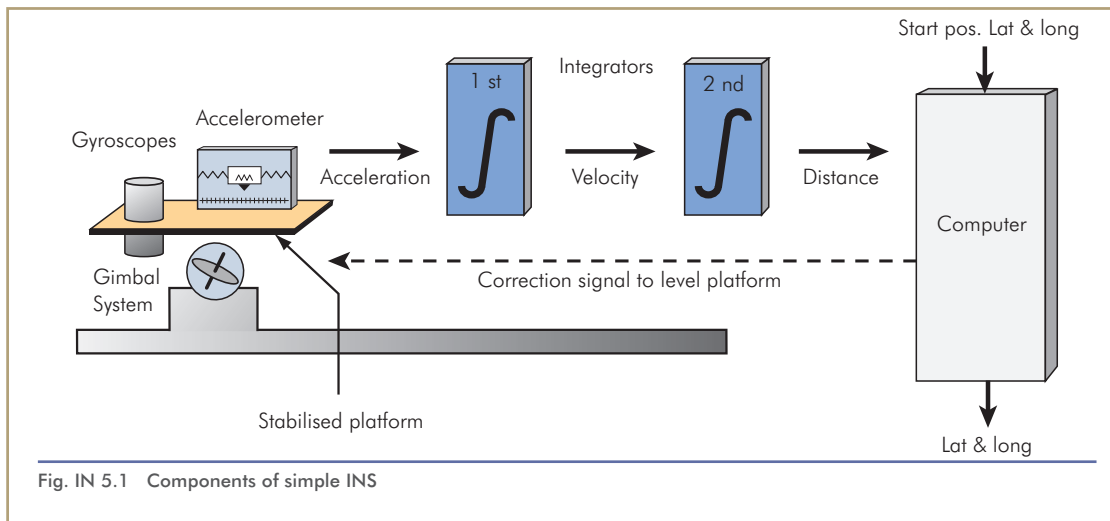 Start pos. Lat & long
1 st
Integrators
2 nd
Accelerometer
Gyroscopes
Acceleration
Velocity
Distance
Computer
Gimbal
System
Correction signal to level platform
Stabilised platform
Lat & long
Fig. IN 5.1 Components of simple INS